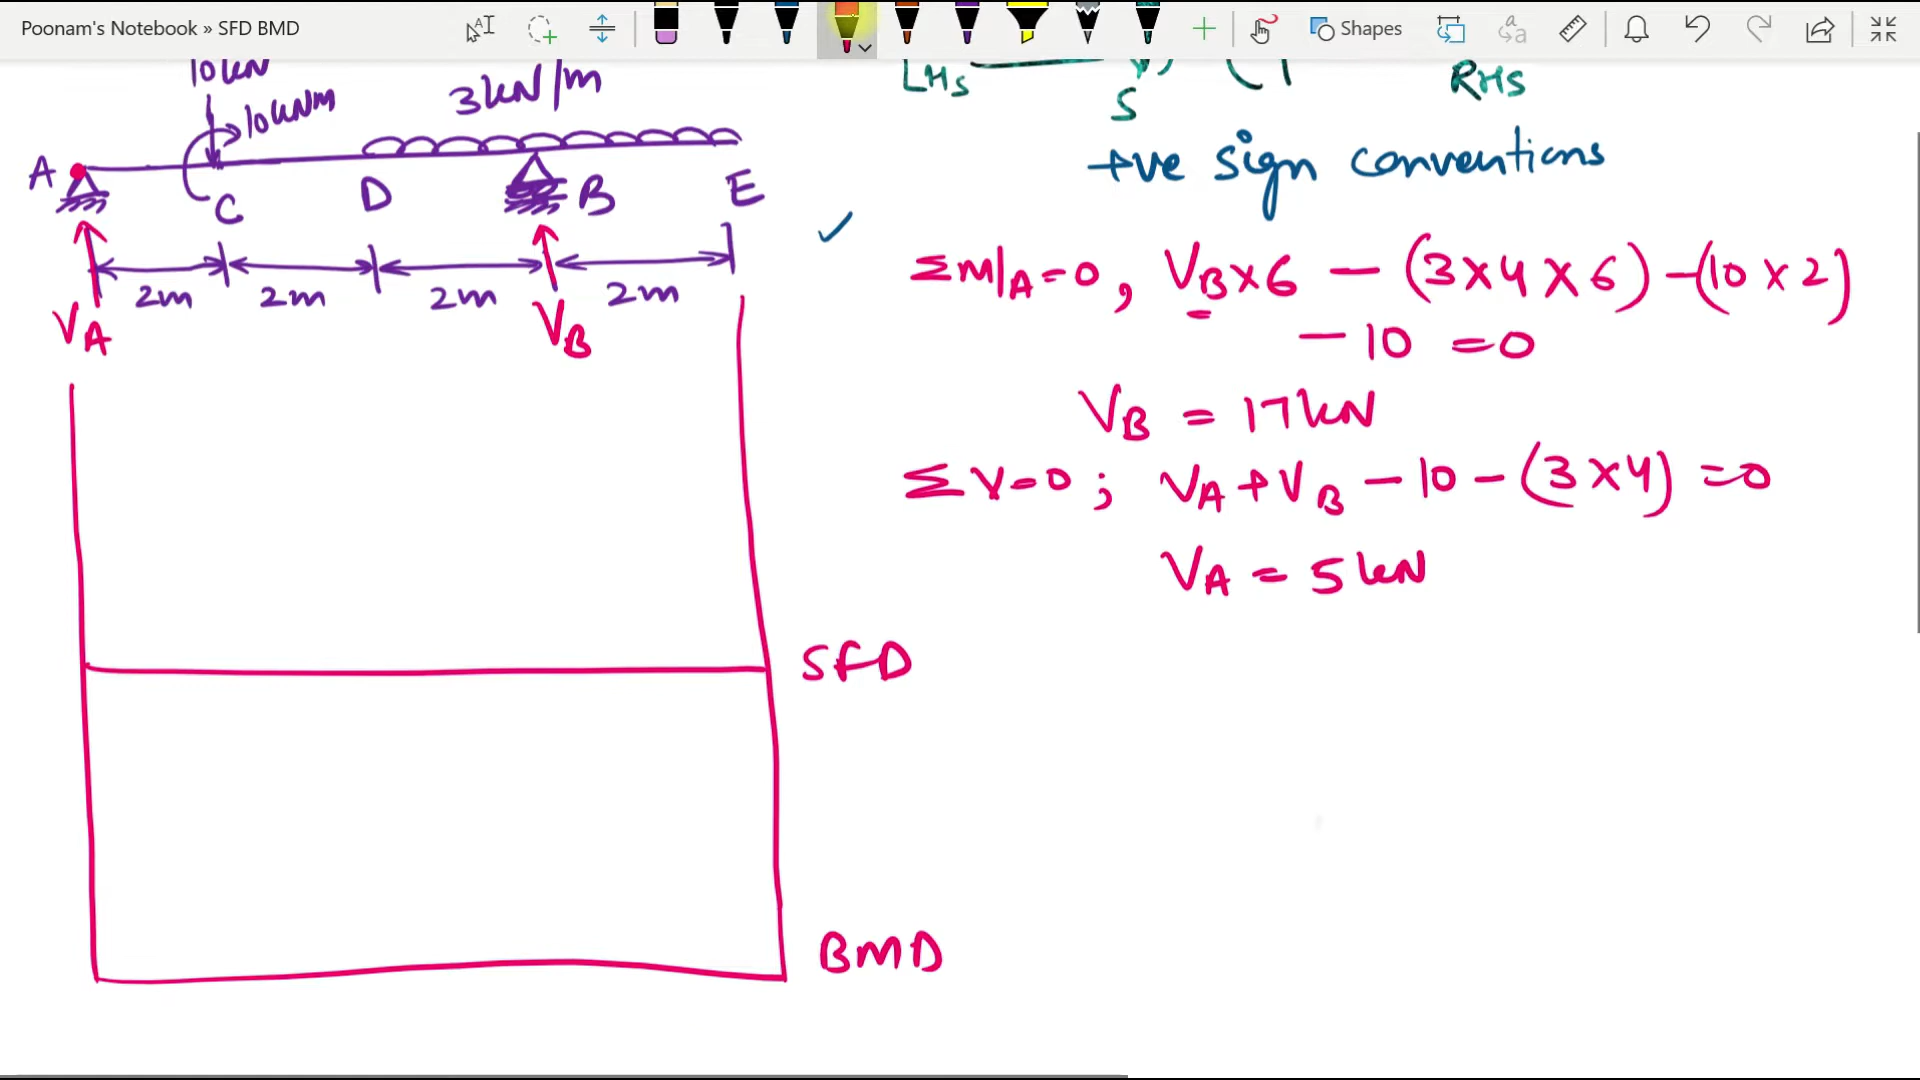 Poonam's Notebook » SFD BMD
Shapes
10kN
10kNm
3kN/m
A
C
D
B
E
2m
2m
2m
2m
VA
VB
LHS
S
RHS
+ve sign conventions
ΣM|A=0, VB×6 - (3×4×6) -(10×2)
- 10 =0
VB = 17kN
ΣV=0; VA+VB - 10 - (3×4) =0
VA = 5kN
SFD
BMD